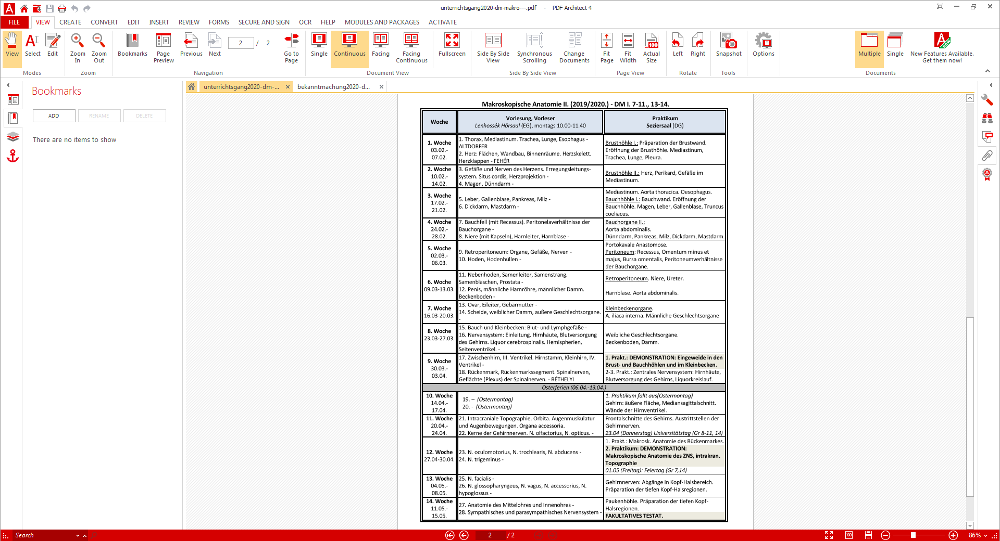 unterrichtsgang2020-dm-makro---.pdf - PDF Architect 4
FILE VIEW CREATE CONVERT EDIT INSERT REVIEW FORMS SECURE AND SIGN OCR HELP MODULES AND PACKAGES ACTIVATE
View
Select
Edit
Modes
Zoom In
Zoom Out
Zoom
Bookmarks
Page Preview
Previous
Next
2 / 2
Go to Page
Navigation
Single
Continuous
Facing
Facing Continuous
Document View
Fullscreen
Side By Side View
Synchronous Scrolling
Change Documents
Side By Side View
Fit Page
Fit Width
100
Actual Size
Page View
Left
Right
Rotate
Snapshot
Tools
Options
Multiple
Single
Documents
NEW
New Features Available.
Get them now!
Bookmarks
ADD RENAME DELETE
There are no items to show
unterrichtsgang2020-dm-...
bekanntmachung2020-d...
Makroskopische Anatomie II. (2019/2020.) - DM I. 7-11., 13-14.
Woche
Vorlesung, Vorleser
Lenhossék Hörsaal (EG), montags 10.00-11.40
Praktikum
Seziersaal (DG)
1. Woche
03.02.-
07.02.
1. Thorax, Mediastinum. Trachea, Lunge, Esophagus -
ALTDORFER
2. Herz: Flächen, Wandbau, Binnenräume. Herzskelett.
Herzklappen - FEHÉR
Brusthöhle I.: Präparation der Brustwand.
Eröffnung der Brusthöhle. Mediastinum,
Trachea, Lunge, Pleura.
2. Woche
10.02.-
14.02.
3. Gefäße und Nerven des Herzens. Erregungsleitungs-
system. Situs cordis, Herzprojektion -
4. Magen, Dünndarm -
Brusthöhle II.: Herz, Perikard, Gefäße im
Mediastinum.
3. Woche
17.02.-
21.02.
5. Leber, Gallenblase, Pankreas, Milz -
6. Dickdarm, Mastdarm -
Mediastinum. Aorta thoracica. Oesophagus.
Bauchhöhle I.: Bauchwand. Eröffnung der
Bauchhöhle. Magen, Leber, Gallenblase, Truncus
coeliacus.
4. Woche
24.02.-
28.02.
7. Bauchfell (mit Recessus). Peritonelaverhältnisse der
Bauchorgane -
8. Niere (mit Kapseln), Harnleiter, Harnblase -
Bauchorgane II.:
Aorta abdominalis.
Dünndarm, Pankreas, Milz, Dickdarm, Mastdarm.
5. Woche
02.03.-
06.03.
9. Retroperitoneum: Organe, Gefäße, Nerven -
10. Hoden, Hodenhüllen -
Portokavale Anastomose.
Peritoneum: Recessus, Omentum minus et
majus, Bursa omentalis, Peritoneumverhältnisse
der Bauchorgane.
6. Woche
09.03-13.03.
11. Nebenhoden, Samenleiter, Samenstrang.
Samenbläschen, Prostata -
12. Penis, männliche Harnröhre, männlicher Damm.
Beckenboden -
Retroperitoneum. Niere, Ureter.
Harnblase. Aorta abdominalis.
7. Woche
16.03-20.03.
13. Ovar, Eileiter, Gebärmutter -
14. Scheide, weiblicher Damm, außere Geschlechtsorgane.
-
Kleinbeckenorgane.
A. iliaca interna. Männliche Geschlechtsorgane
8. Woche
23.03-27.03.
15. Bauch und Kleinbecken: Blut- und Lymphgefäße -
16. Nervensystem: Einleitung. Hirnhäute, Blutversorgung
des Gehirns. Liquor cerebrospinalis. Hemispherien,
Seitenventrikel. -
Weibliche Geschlechtsorgane.
Beckenboden, Damm.
9. Woche
30.03.-
03.04.
17. Zwischenhirn, III. Ventrikel. Hirnstamm, Kleinhirn, IV.
Ventrikel -
18. Rückenmark, Rückenmarkssegment. Spinalnerven,
Geflächte (Plexus) der Spinalnerven. - RÉTHELYI
1. Prakt.: DEMONSTRATION: Eingeweide in den
Brust- und Bauchhöhlen und im Kleinbecken.
2-3. Prakt.: Zentrales Nervensystem: Hirnhäute,
Blutversorgung des Gehirns, Liquorkreislauf.
Osterferien (06.04.-13.04.)
10. Woche
14.04.-
17.04.
19. – (Ostermontag)
20. - (Ostermontag)
1. Praktikum fällt aus(Ostermontag)
Gehirn: äußere Fläche, Mediansagittalschnitt.
Wände der Hirnventrikel.
11. Woche
20.04.-
24.04.
21. Intracraniale Topographie. Orbita. Augenmuskulatur
und Augenbewegungen. Organa accessoria.
22. Kerne der Gehirnnerven. N. olfactorius, N. opticus. -
Frontalschnitte des Gehirns. Austrittstellen der
Gehirnnerven.
23.04 (Donnerstag) Universitätstag (Gr 8-11, 14)
12. Woche
27.04-30.04.
23. N. oculomotorius, N. trochlearis, N. abducens -
24. N. trigeminus -
1. Prakt.: Makrosk. Anatomie des Rückenmarkes.
2. Praktikum: DEMONSTRATION:
Makroskopische Anatomie des ZNS, intrakran.
Topographie
01.05 (Freitag): Feiertag (Gr 7,14)
13. Woche
04.05.-
08.05.
25. N. facialis -
26. N. glossopharyngeus, N. vagus, N. accessorius, N.
hypoglossus -
Gehirnnerven: Abgänge in Kopf-Halsbereich.
Präparation der tiefen Kopf-Halsregionen.
14. Woche
11.05.-
15.05.
27. Anatomie des Mittelohres und Innenohres -
28. Sympathisches und parasympathisches Nervensystem -
Paukenhöhle. Präparation der tiefen Kopf-
Halsregionen.
FAKULTATIVES TESTAT.
Search
2 / 2
100
86%